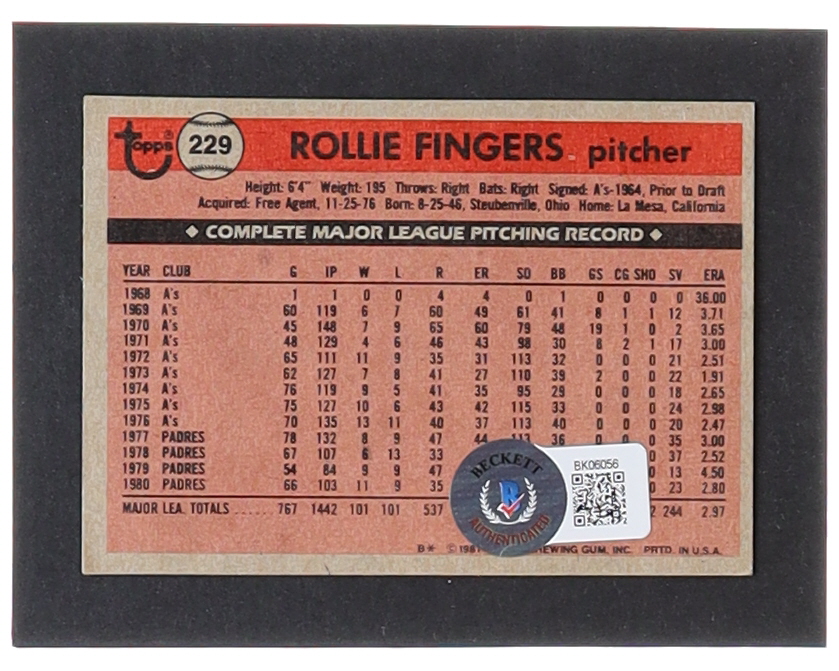 Topps® 229 ROLLIE FINGERS pitcher
Height: 6'4" Weight: 195 Throws: Right Bats: Right Signed: A's-1964, Prior to Draft
Acquired: Free Agent, 11-25-76 Born: 8-25-46, Steubenville, Ohio Home: La Mesa, California
◆ COMPLETE MAJOR LEAGUE PITCHING RECORD ◆
YEAR CLUB G IP W L R ER SO BB GS CG SHO SV ERA
1968 A's 1 1 0 0 4 4 0 1 0 0 0 0 36.00
1969 A's 60 119 6 7 60 49 61 41 8 1 1 12 3.71
1970 A's 45 148 7 9 65 60 79 48 19 1 0 2 3.65
1971 A's 48 129 4 6 46 43 98 30 8 2 1 17 3.00
1972 A's 65 111 11 9 35 31 113 32 0 0 0 21 2.51
1973 A's 62 127 7 8 41 27 110 39 2 0 0 22 1.91
1974 A's 76 119 9 5 41 35 95 29 0 0 0 18 2.65
1975 A's 75 127 10 6 43 42 115 33 0 0 0 24 2.98
1976 A's 70 135 13 11 40 37 113 40 0 0 0 20 2.47
1977 PADRES 78 132 8 9 47 44 113 36 0 0 0 35 3.00
1978 PADRES 67 107 6 13 33 0 37 2.52
1979 PADRES 54 84 9 9 47 0 13 4.50
1980 PADRES 66 103 11 9 35 23 2.80
MAJOR LEA. TOTALS ...... 767 1442 101 101 537 2 244 2.97
BECKETT
B
AUTHENTICATED
BK06056
B* © 1981 EWING GUM, INC. PRTD. IN U.S.A.